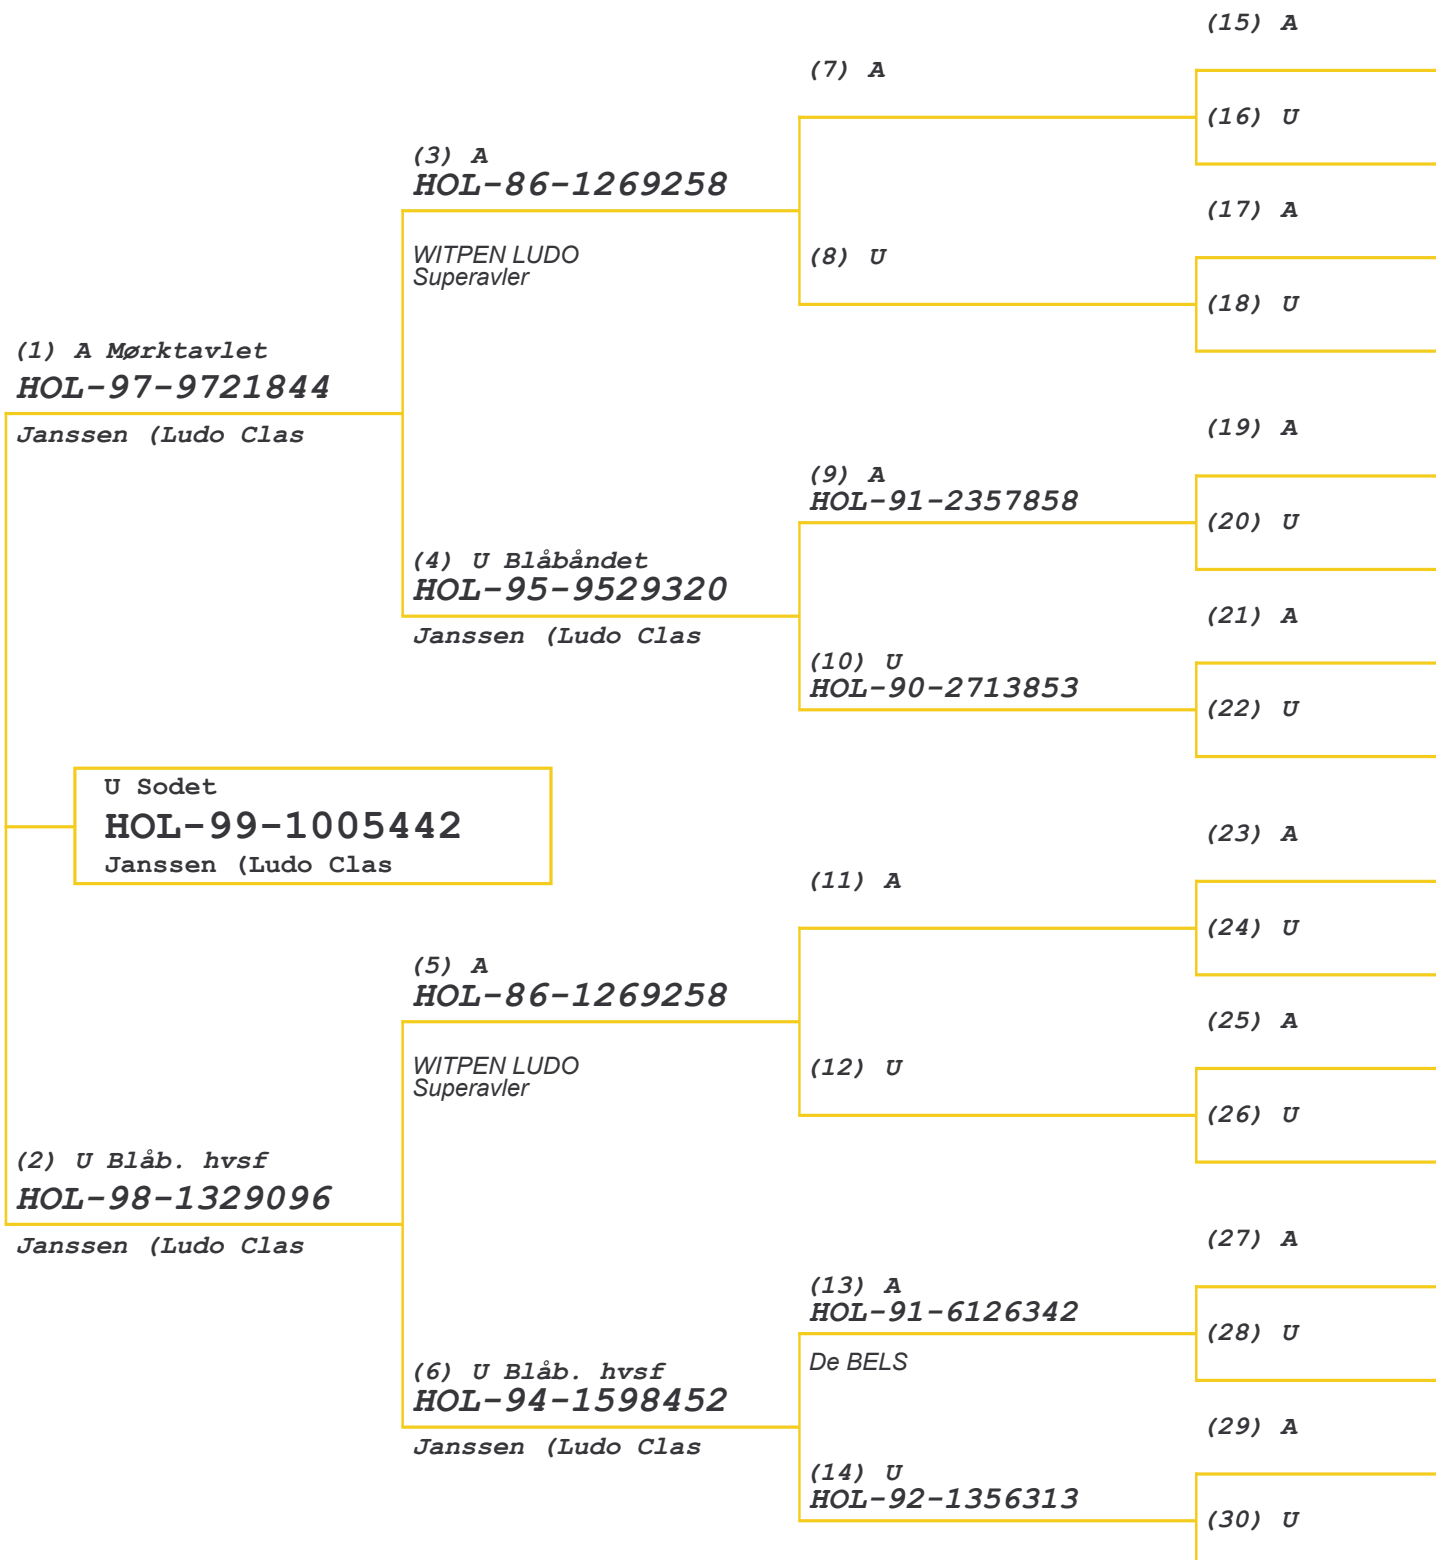 (15) A
(7) A
(16) U
(3) A
HOL-86-1269258
(17) A
WITPEN LUDO
Superavler
(8) U
(18) U
(1) A Mørktavlet
HOL-97-9721844
Janssen (Ludo Clas
(19) A
(9) A
HOL-91-2357858
(20) U
(4) U Blåbåndet
HOL-95-9529320
Janssen (Ludo Clas
(21) A
(10) U
HOL-90-2713853
(22) U
U Sodet
HOL-99-1005442
Janssen (Ludo Clas
(23) A
(11) A
(24) U
(5) A
HOL-86-1269258
(25) A
WITPEN LUDO
Superavler
(12) U
(26) U
(2) U Blåb. hvsf
HOL-98-1329096
Janssen (Ludo Clas
(27) A
(13) A
HOL-91-6126342
(28) U
De BELS
(6) U Blåb. hvsf
HOL-94-1598452
Janssen (Ludo Clas
(29) A
(14) U
HOL-92-1356313
(30) U